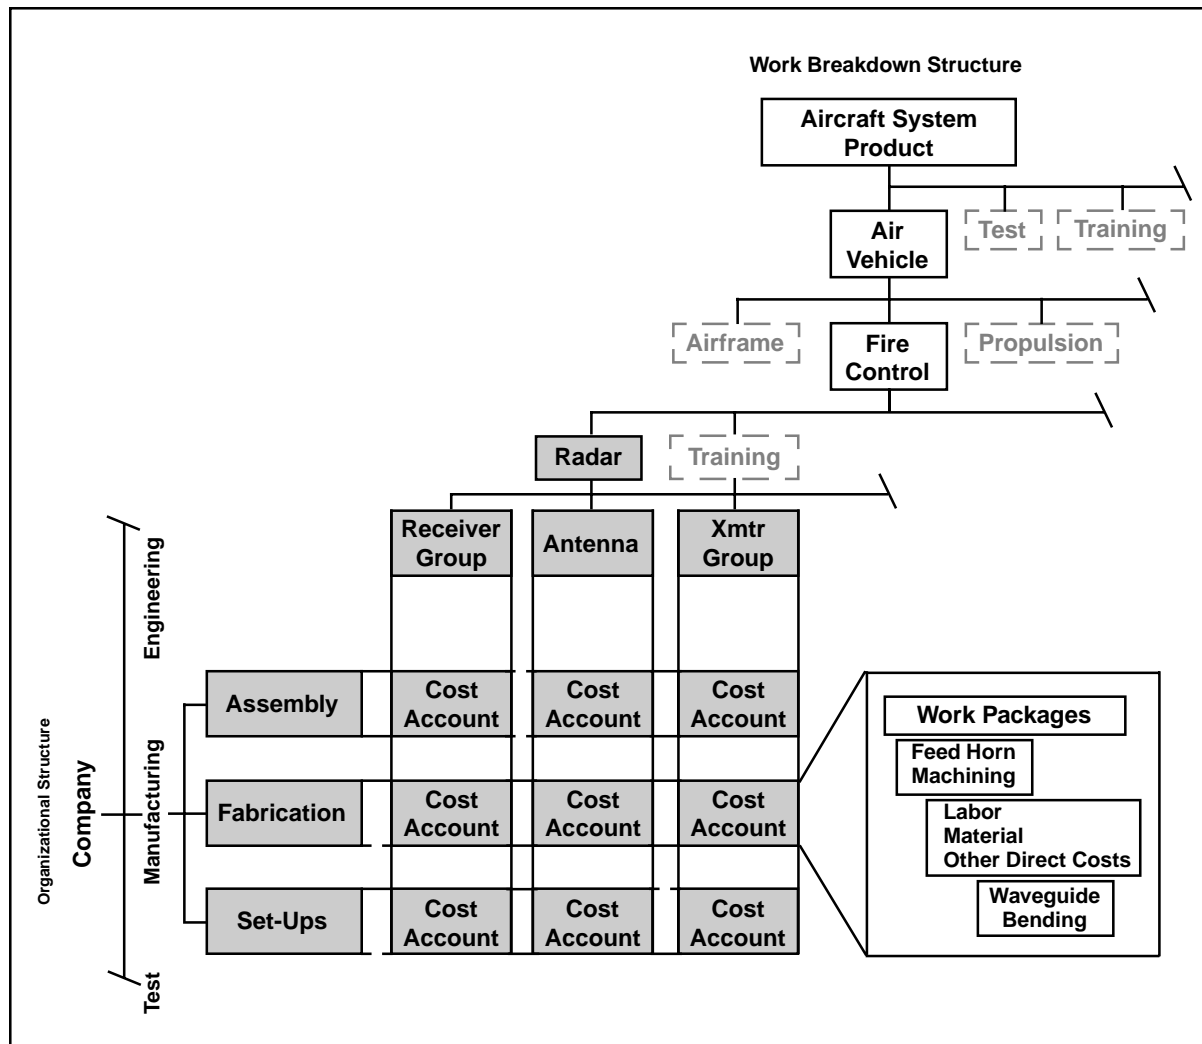 Work Breakdown Structure
Aircraft System
Product
Air
Vehicle
Test
Training
Airframe
Fire
Control
Propulsion
Radar
Training
Receiver
Group
Antenna
Xmtr
Group
Organizational Structure
Company
Engineering
Manufacturing
Test
Assembly
Cost
Account
Cost
Account
Cost
Account
Fabrication
Cost
Account
Cost
Account
Cost
Account
Set-Ups
Cost
Account
Cost
Account
Cost
Account
Work Packages
Feed Horn
Machining
Labor
Material
Other Direct Costs
Waveguide
Bending